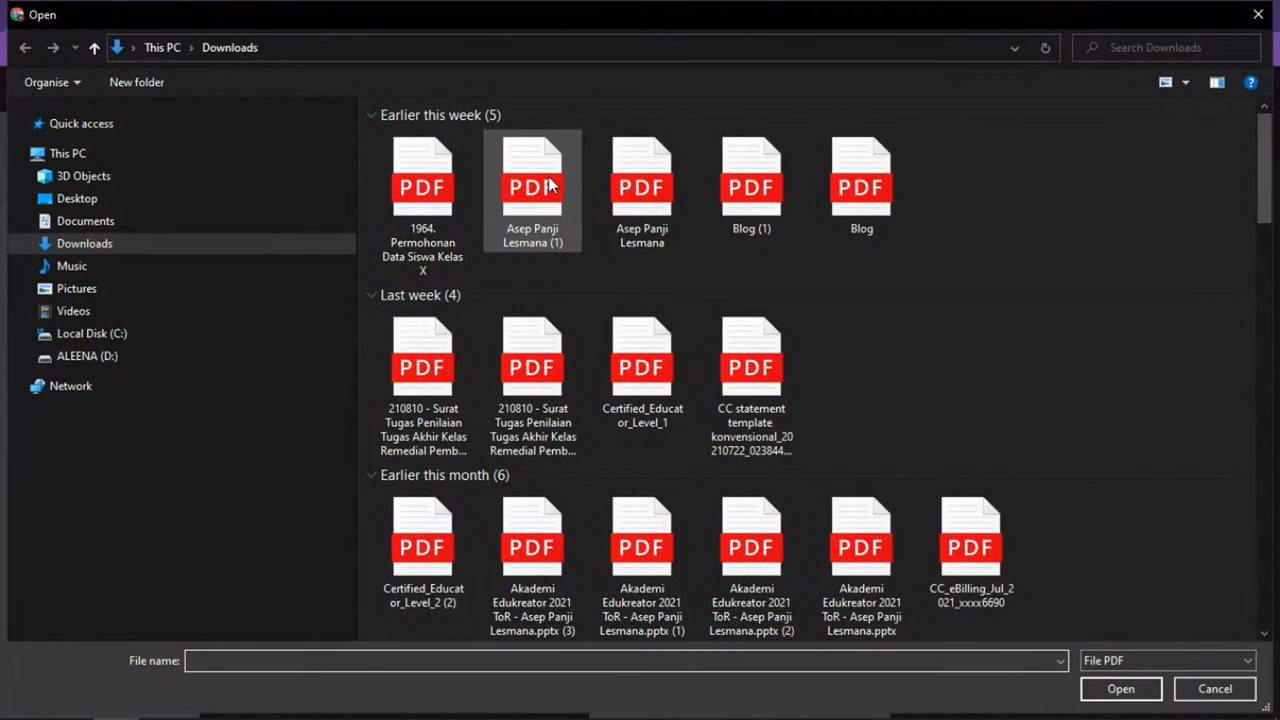 Open
This PC
Downloads
Search Downloads
Organise
New folder
Quick access
This PC
3D Objects
Desktop
Documents
Downloads
Music
Pictures
Videos
Local Disk (C:)
ALEENA (D:)
Network
Earlier this week (5)
PDF
1964.
Permohonan
Data Siswa Kelas
X
PDF
Asep Panji
Lesmana (1)
PDF
Asep Panji
Lesmana
PDF
Blog (1)
PDF
Blog
Last week (4)
PDF
210810 - Surat
Tugas Penilaian
Tugas Akhir Kelas
Remedial Pemb...
PDF
210810 - Surat
Tugas Penilaian
Tugas Akhir Kelas
Remedial Pemb...
PDF
Certified_Educat
or_Level_1
PDF
CC statement
template
konvensional_20
210722_023844...
Earlier this month (6)
PDF
Certified_Educat
or_Level_2 (2)
PDF
Akademi
Edukreator 2021
ToR - Asep Panji
Lesmana.pptx (3)
PDF
Akademi
Edukreator 2021
ToR - Asep Panji
Lesmana.pptx (1)
PDF
Akademi
Edukreator 2021
ToR - Asep Panji
Lesmana.pptx (2)
PDF
Akademi
Edukreator 2021
ToR - Asep Panji
Lesmana.pptx
PDF
CC_eBilling_Jul_2
021_xxxx6690
File name:
File PDF
Open
Cancel